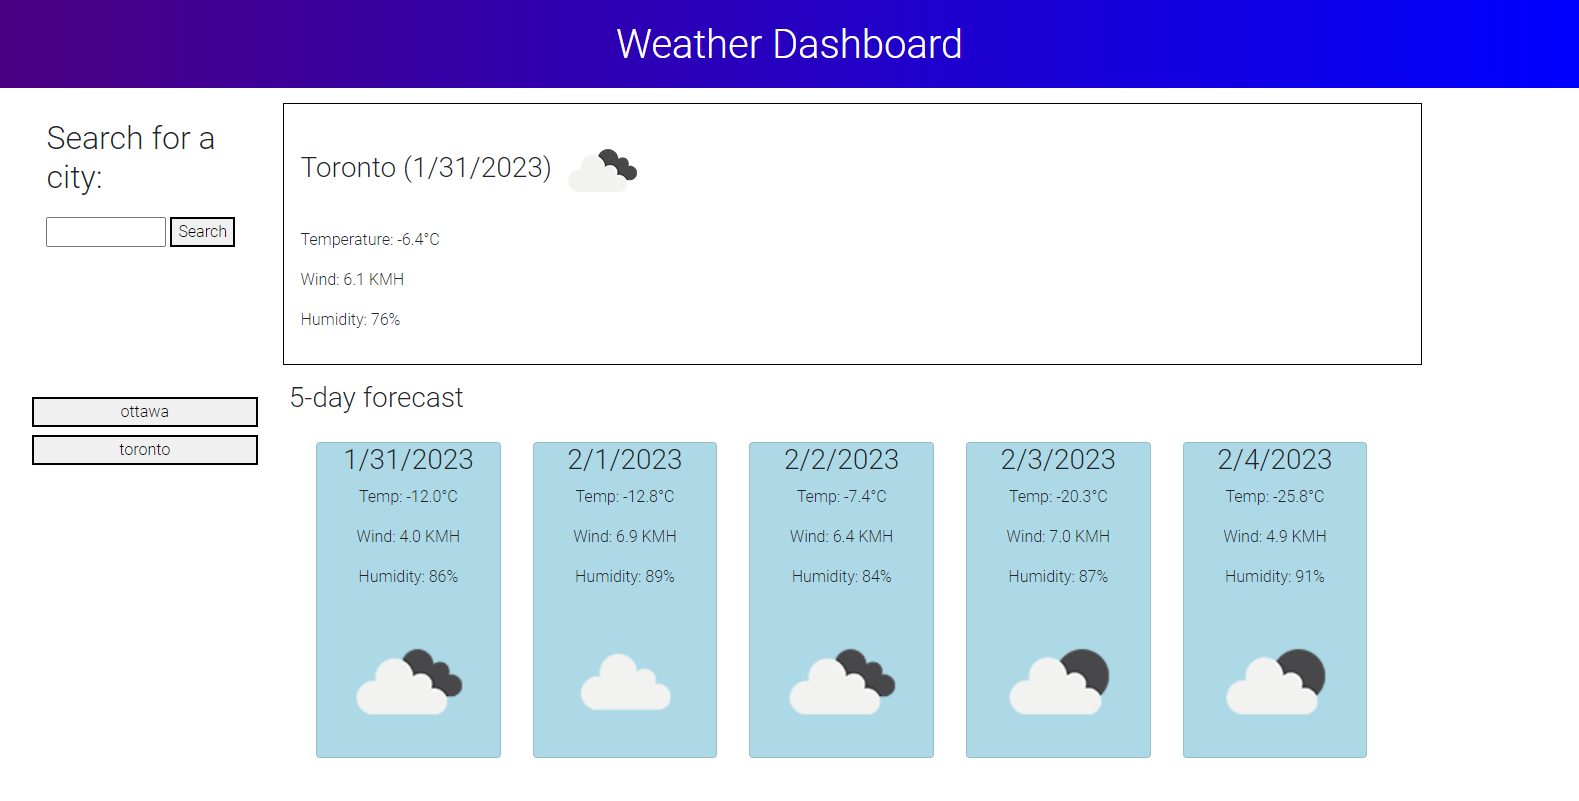 Weather Dashboard
Search for a
city:
Search
ottawa
toronto
Toronto (1/31/2023)
Temperature: -6.4°C
Wind: 6.1 KMH
Humidity: 76%
5-day forecast
1/31/2023
Temp: -12.0°C
Wind: 4.0 KMH
Humidity: 86%
2/1/2023
Temp: -12.8°C
Wind: 6.9 KMH
Humidity: 89%
2/2/2023
Temp: -7.4°C
Wind: 6.4 KMH
Humidity: 84%
2/3/2023
Temp: -20.3°C
Wind: 7.0 KMH
Humidity: 87%
2/4/2023
Temp: -25.8°C
Wind: 4.9 KMH
Humidity: 91%